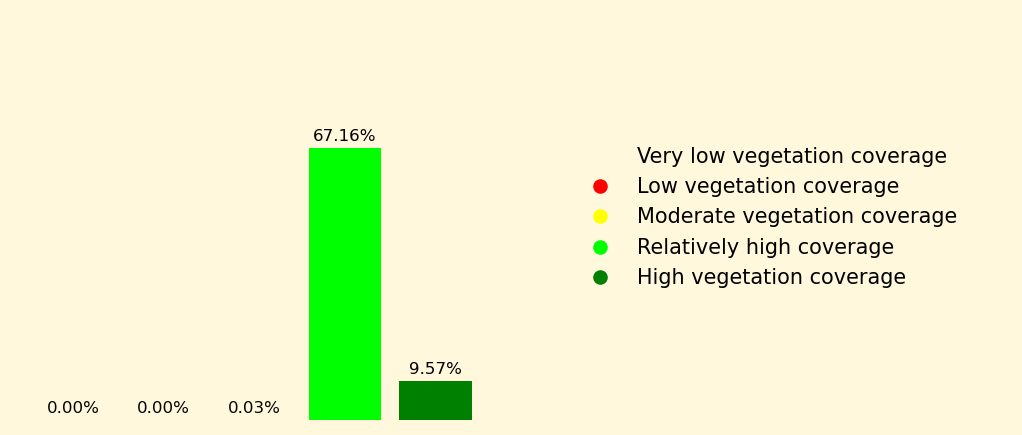 67.16%
9.57%
0.00%
0.00%
0.03%
Very low vegetation coverage
Low vegetation coverage
Moderate vegetation coverage
Relatively high coverage
High vegetation coverage